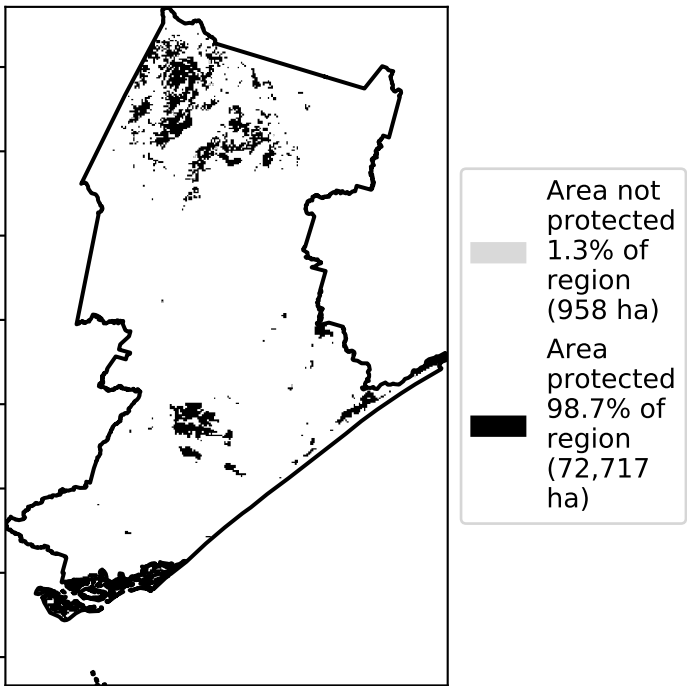 Area not
protected
1.3% of
region
(958 ha)
Area
protected
98.7% of
region
(72,717
ha)